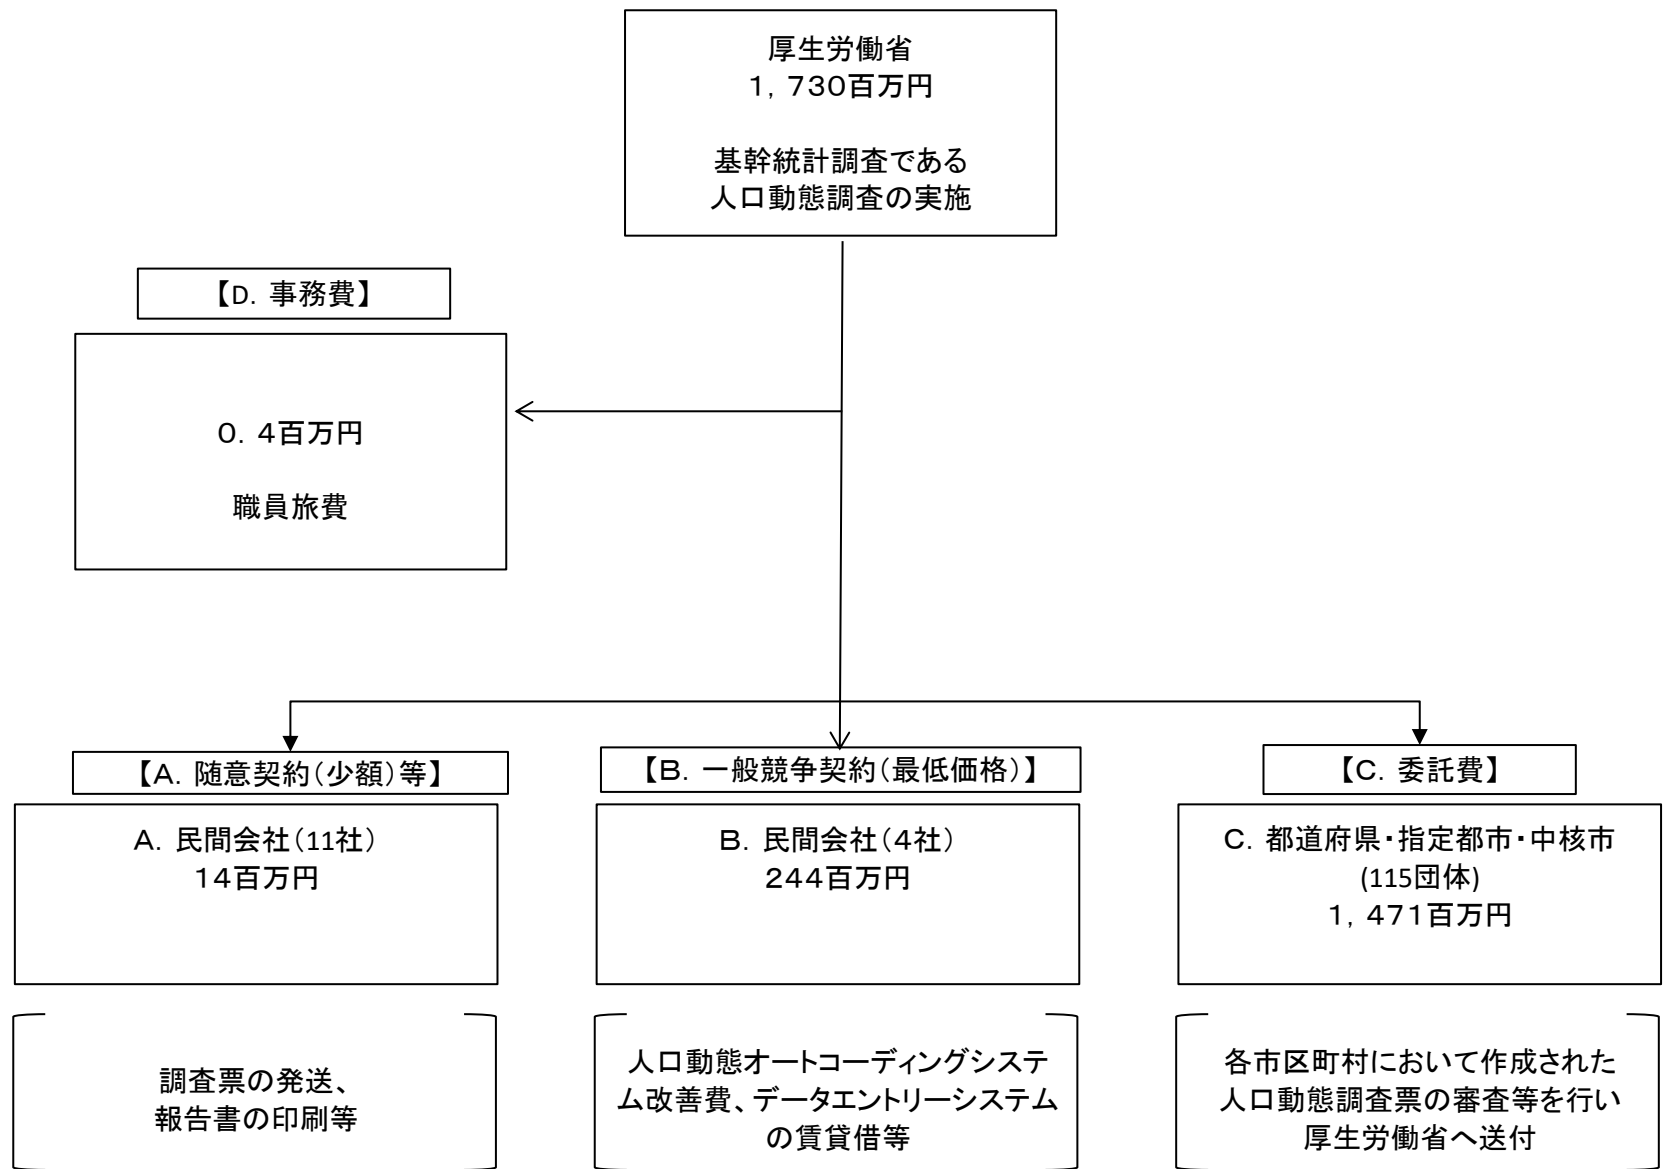 厚生労働省
１，７３０百万円
基幹統計調査である
人口動態調査の実施
【D．事務費】
０．４百万円
職員旅費
【Ａ．随意契約（少額）等】
Ａ．民間会社（11社）
１４百万円
調査票の発送、
報告書の印刷等
【Ｂ．一般競争契約（最低価格）】
Ｂ．民間会社（４社）
２４４百万円
人口動態オートコーディングシステ
ム改善費、データエントリーシステム
の賃貸借等
【Ｃ．委託費】
Ｃ．都道府県・指定都市・中核市
(115団体)
１，４７１百万円
各市区町村において作成された
人口動態調査票の審査等を行い
厚生労働省へ送付